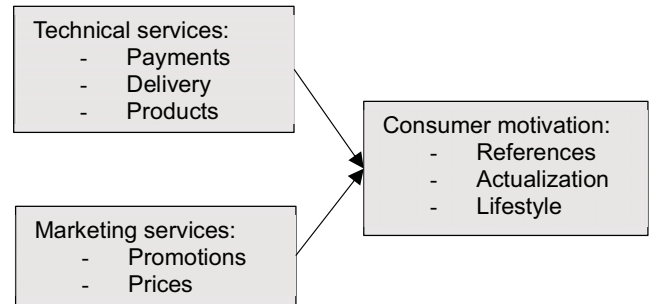 Technical services:
- Payments
- Delivery
- Products
Marketing services:
- Promotions
- Prices
Consumer motivation:
- References
- Actualization
- Lifestyle